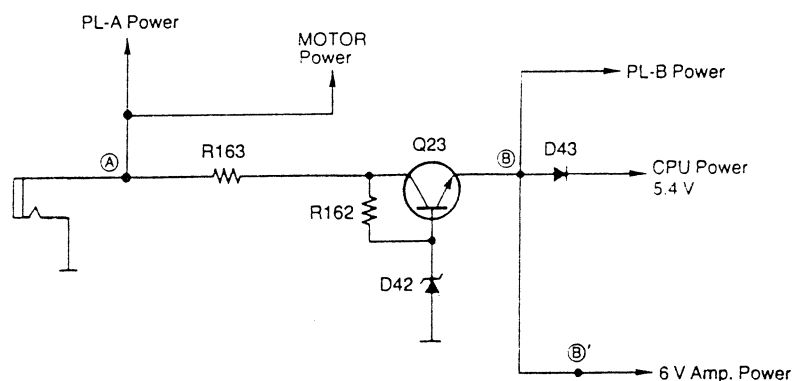 PL-A Power
MOTOR
Power
PL-B Power
Q23
R163
Ⓐ
Ⓑ
D43
CPU Power
5.4 V
R162
D42
Ⓑ'
6 V Amp. Power